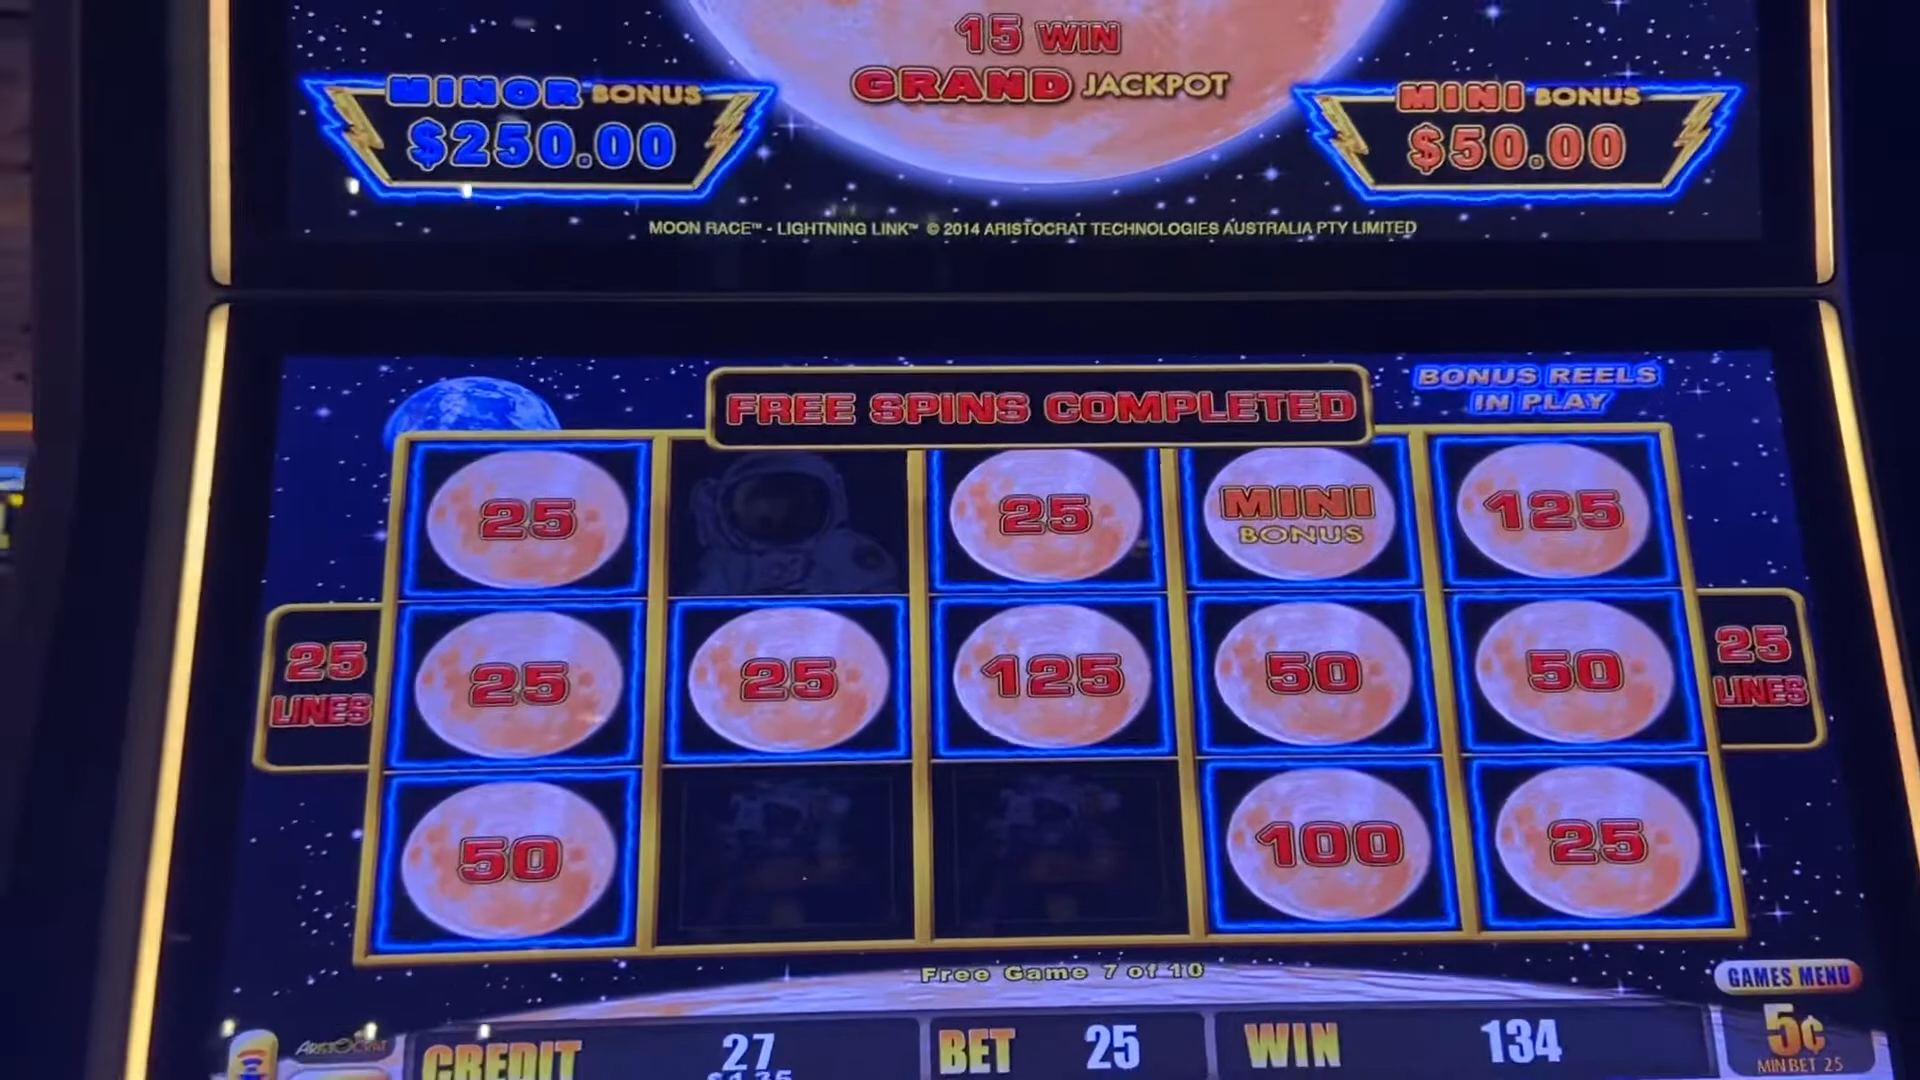 15 WIN
GRAND JACKPOT
MINOR BONUS
$250.00
MINI BONUS
$50.00
MOON RACE™ - LIGHTNING LINK™ © 2014 ARISTOCRAT TECHNOLOGIES AUSTRALIA PTY LIMITED
FREE SPINS COMPLETED
BONUS REELS
IN PLAY
25
25
MINI
BONUS
125
25
LINES
25
25
125
50
50
25
LINES
50
100
25
Free Game 7 of 10
GAMES MENU
ARISTOCRAT
CREDIT 27
$1.35
BET 25
WIN 134
5¢
MIN BET 25